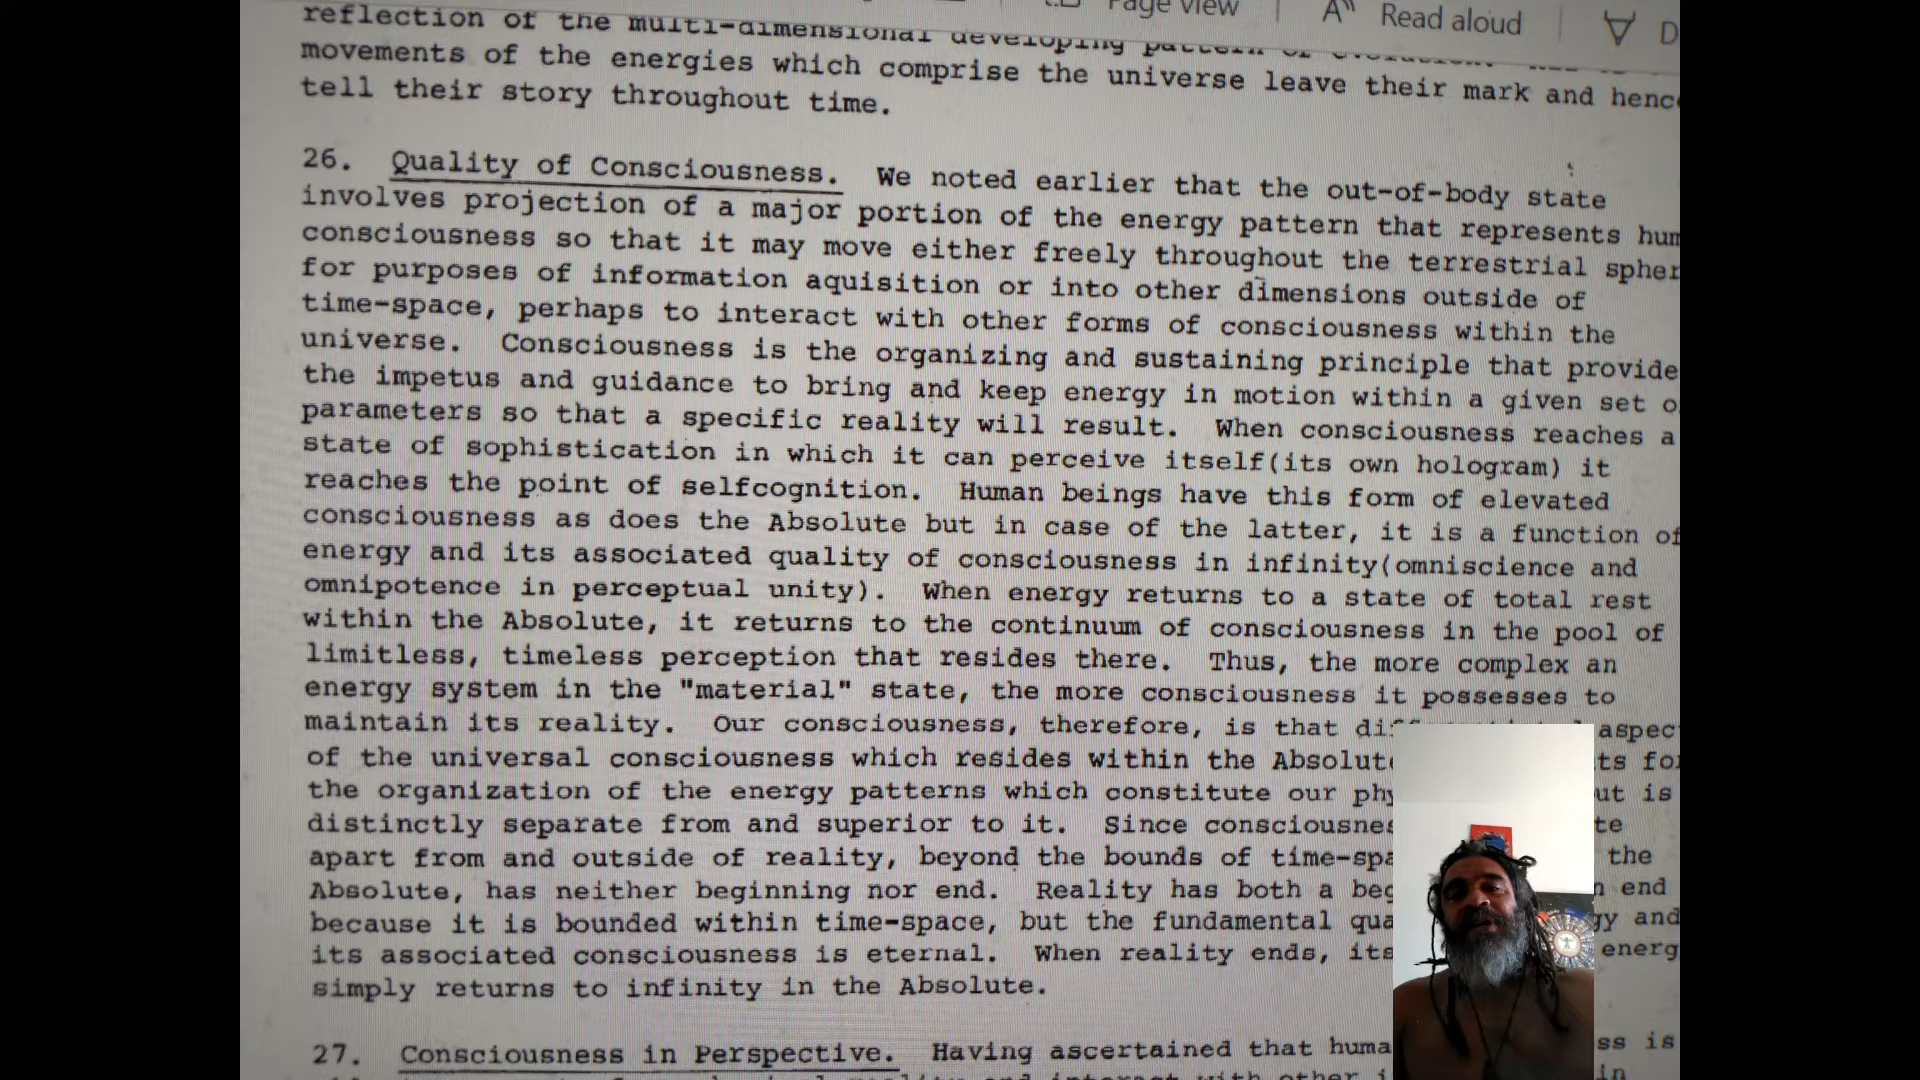 Page view
Read aloud
D
reflection of the multi-dimensional developing pattern of
movements of the energies which comprise the universe leave their mark and henc
tell their story throughout time.
26. Quality of Consciousness. We noted earlier that the out-of-body state
involves projection of a major portion of the energy pattern that represents hum
consciousness so that it may move either freely throughout the terrestrial spher
for purposes of information aquisition or into other dimensions outside of
time-space, perhaps to interact with other forms of consciousness within the
universe. Consciousness is the organizing and sustaining principle that provide
the impetus and guidance to bring and keep energy in motion within a given set o
parameters so that a specific reality will result. When consciousness reaches a
state of sophistication in which it can perceive itself(its own hologram) it
reaches the point of selfcognition. Human beings have this form of elevated
consciousness as does the Absolute but in case of the latter, it is a function of
energy and its associated quality of consciousness in infinity(omniscience and
omnipotence in perceptual unity). When energy returns to a state of total rest
within the Absolute, it returns to the continuum of consciousness in the pool of
limitless, timeless perception that resides there. Thus, the more complex an
energy system in the "material" state, the more consciousness it possesses to
maintain its reality. Our consciousness, therefore, is that aspec
of the universal consciousness which resides within the Absolut ts for
the organization of the energy patterns which constitute our phy ut is
distinctly separate from and superior to it. Since consciousnes te
apart from and outside of reality, beyond the bounds of time-spa the
Absolute, has neither beginning nor end. Reality has both a beg n end
because it is bounded within time-space, but the fundamental qua gy and
its associated consciousness is eternal. When reality ends, its energ
simply returns to infinity in the Absolute.
27. Consciousness in Perspective. Having ascertained that huma ss is
in